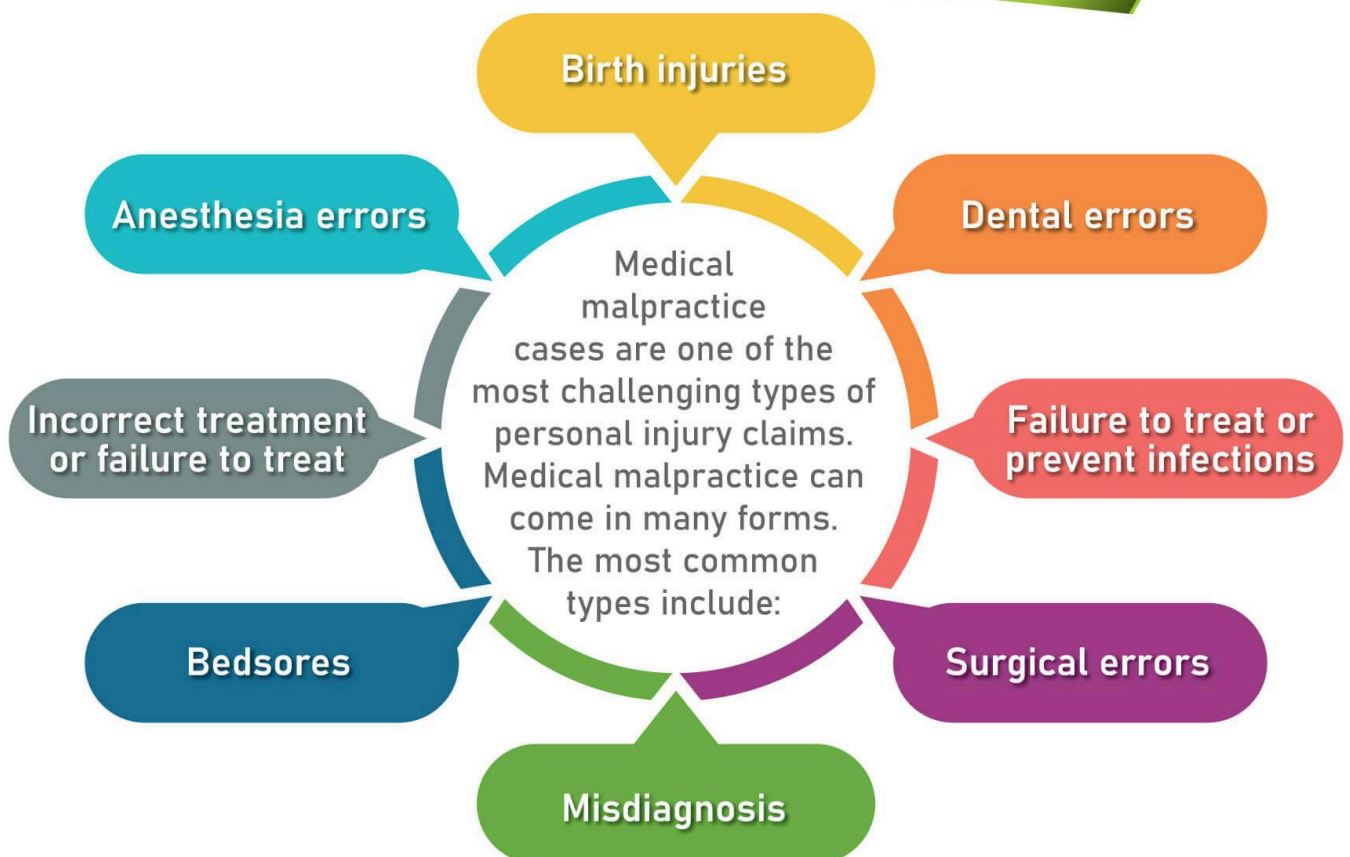 Birth injuries
Anesthesia errors
Dental errors
Medical
malpractice
cases are one of the
most challenging types of
personal injury claims.
Medical malpractice can
come in many forms.
The most common
types include:
Incorrect treatment
or failure to treat
Failure to treat or
prevent infections
Bedsores
Surgical errors
Misdiagnosis